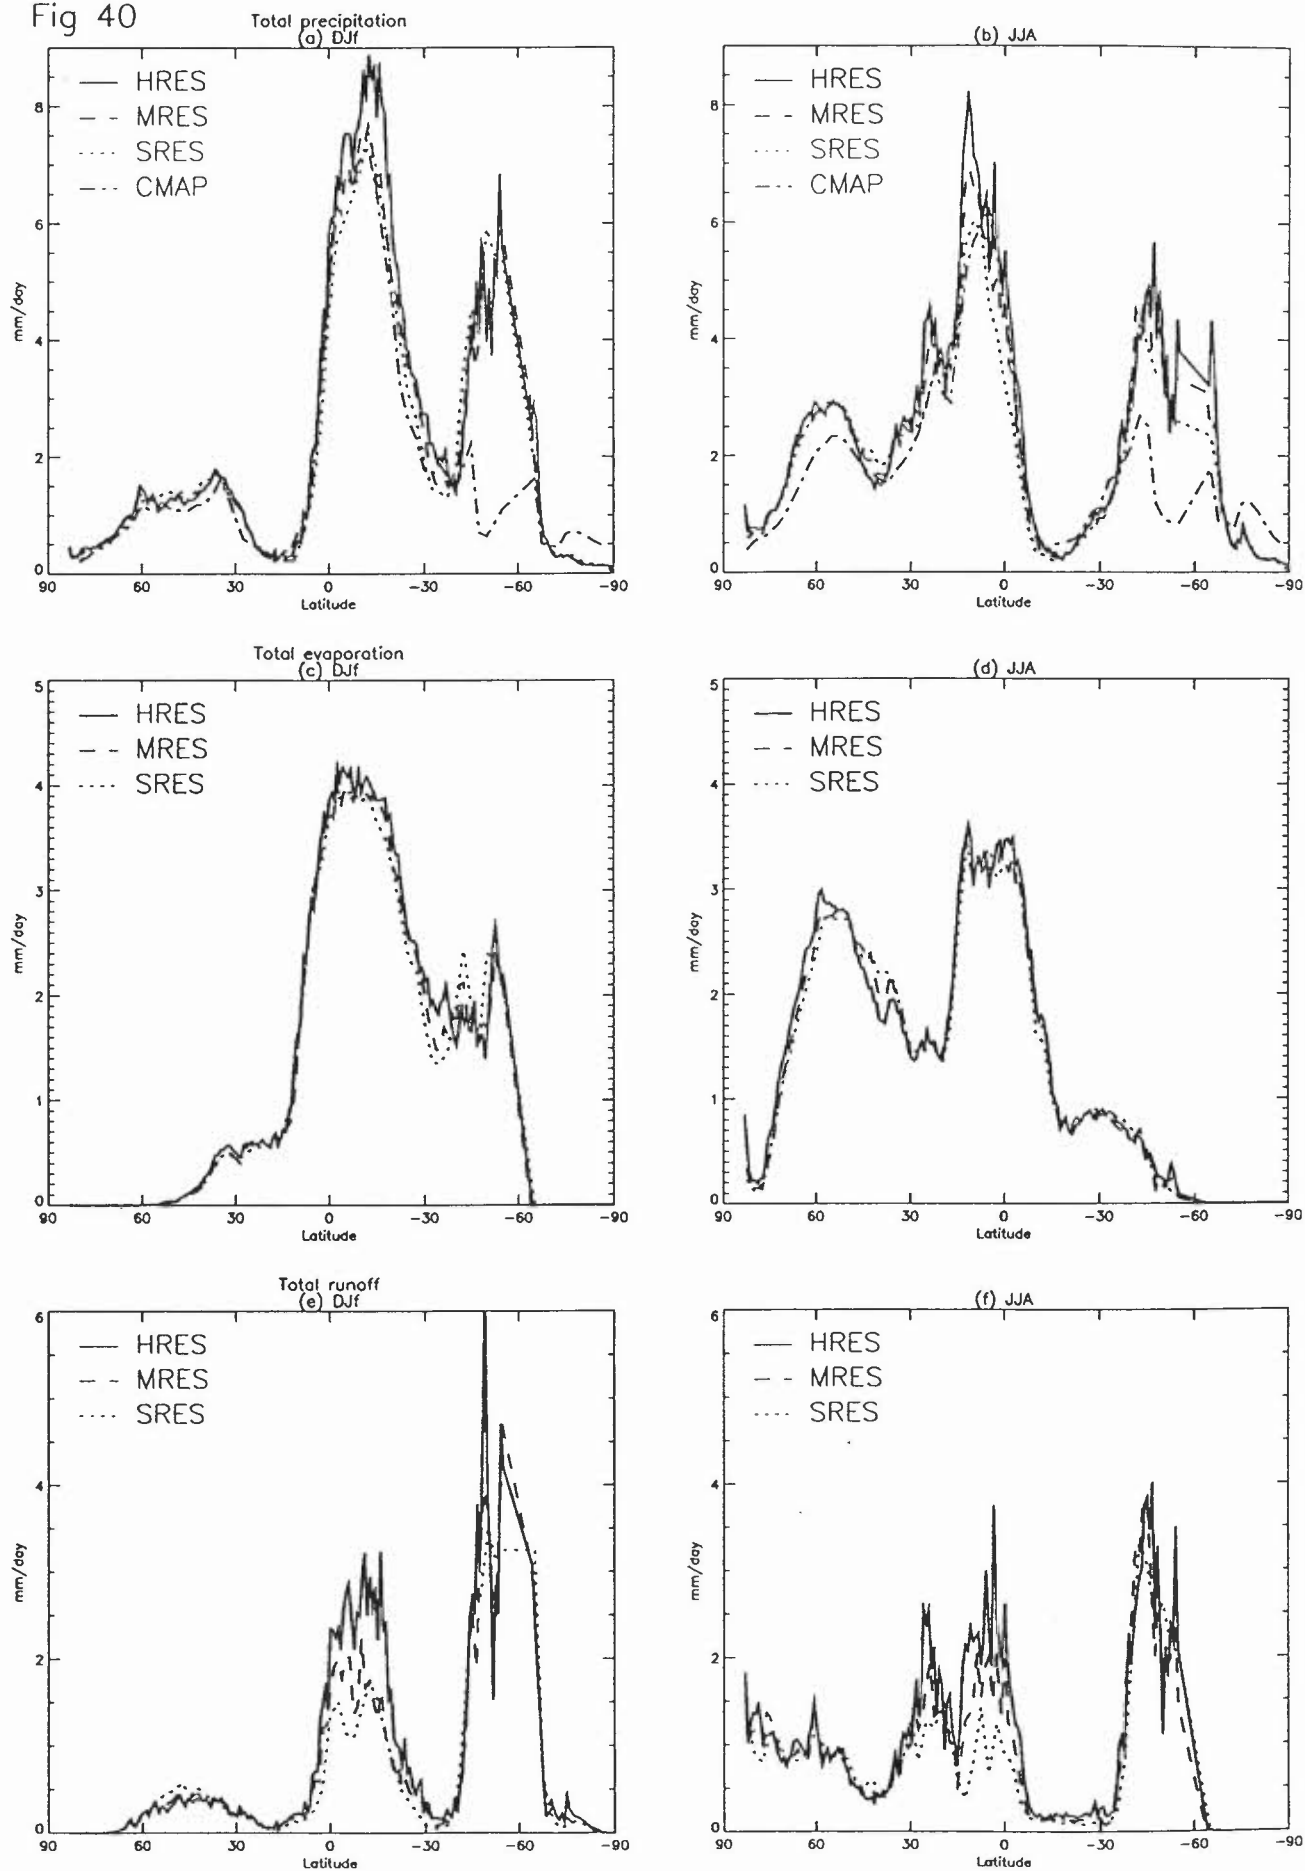 Fig 40
Total precipitation
(a) DJf
HRES
MRES
SRES
CMAP
mm/day
8
6
4
2
0
90 60 30 0 -30 -60 -90
Latitude
(b) JJA
HRES
MRES
SRES
CMAP
mm/day
8
6
4
2
0
90 60 30 0 -30 -60 -90
Latitude
Total evaporation
(c) DJf
HRES
MRES
SRES
mm/day
5
4
3
2
1
0
90 60 30 0 -30 -60 -90
Latitude
(d) JJA
HRES
MRES
SRES
mm/day
5
4
3
2
1
0
90 60 30 0 -30 -60 -90
Latitude
Total runoff
(e) DJf
HRES
MRES
SRES
mm/day
6
4
2
0
90 60 30 0 -30 -60 -90
Latitude
(f) JJA
HRES
MRES
SRES
mm/day
6
4
2
0
90 60 30 0 -30 -60 -90
Latitude